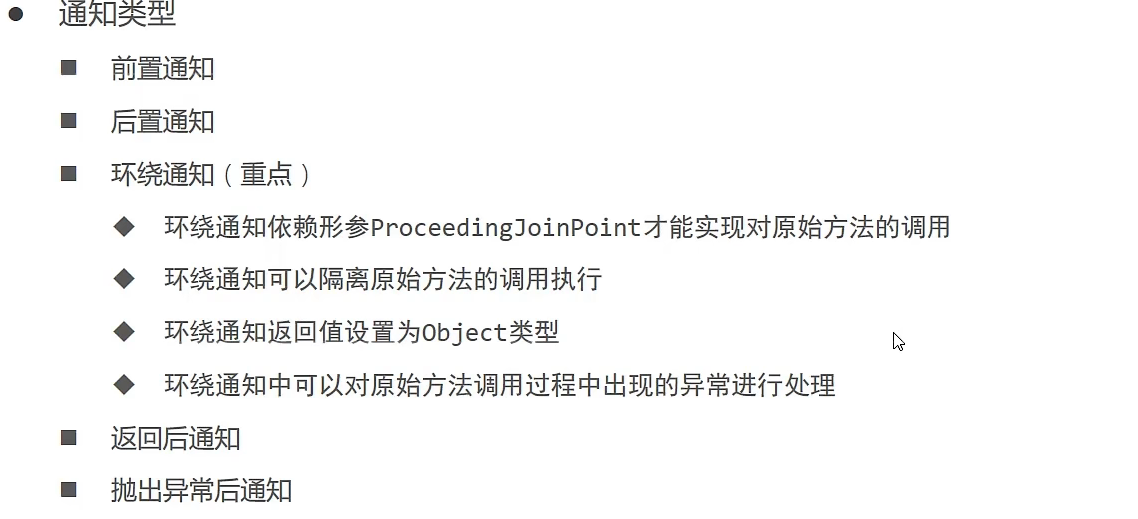 通知类型
前置通知
后置通知
环绕通知（重点）
环绕通知依赖形参ProceedingJoinPoint才能实现对原始方法的调用
环绕通知可以隔离原始方法的调用执行
环绕通知返回值设置为Object类型
环绕通知中可以对原始方法调用过程中出现的异常进行处理
返回后通知
抛出异常后通知